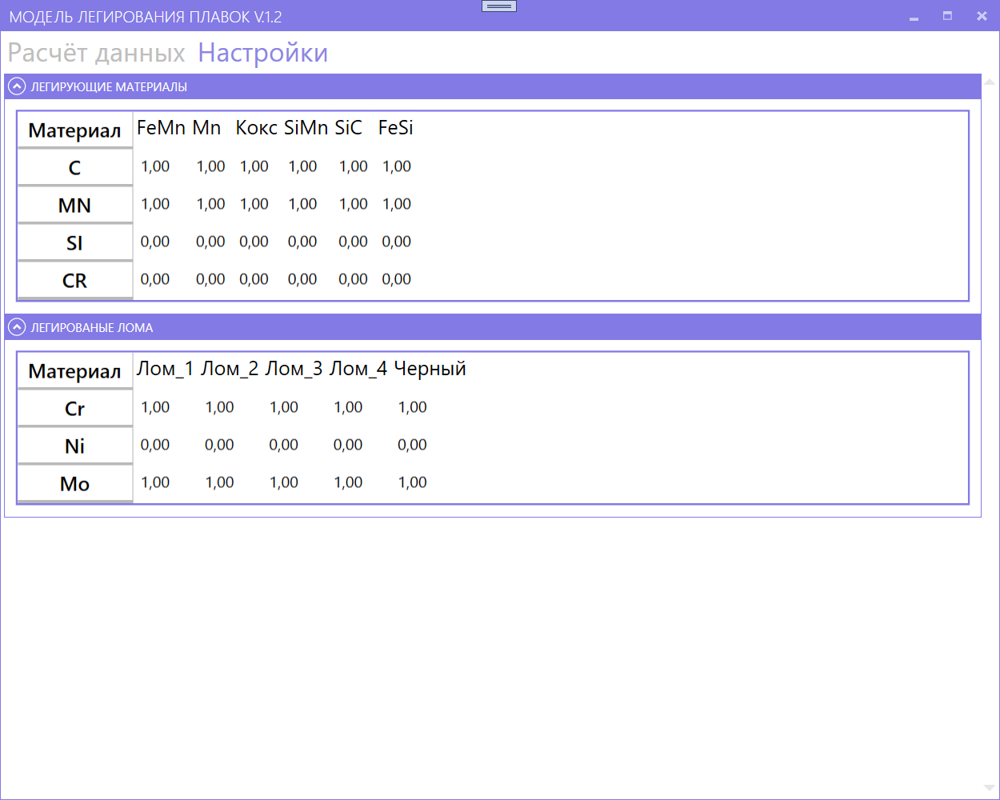 МОДЕЛЬ ЛЕГИРОВАНИЯ ПЛАВОК V.1.2
Расчёт данных Настройки
ЛЕГИРУЮЩИЕ МАТЕРИАЛЫ
Материал FeMn Mn Кокс SiMn SiC FeSi
C 1,00 1,00 1,00 1,00 1,00 1,00
MN 1,00 1,00 1,00 1,00 1,00 1,00
SI 0,00 0,00 0,00 0,00 0,00 0,00
CR 0,00 0,00 0,00 0,00 0,00 0,00
ЛЕГИРОВАНЫЕ ЛОМА
Материал Лом_1 Лом_2 Лом_3 Лом_4 Черный
Cr 1,00 1,00 1,00 1,00 1,00
Ni 0,00 0,00 0,00 0,00 0,00
Mo 1,00 1,00 1,00 1,00 1,00